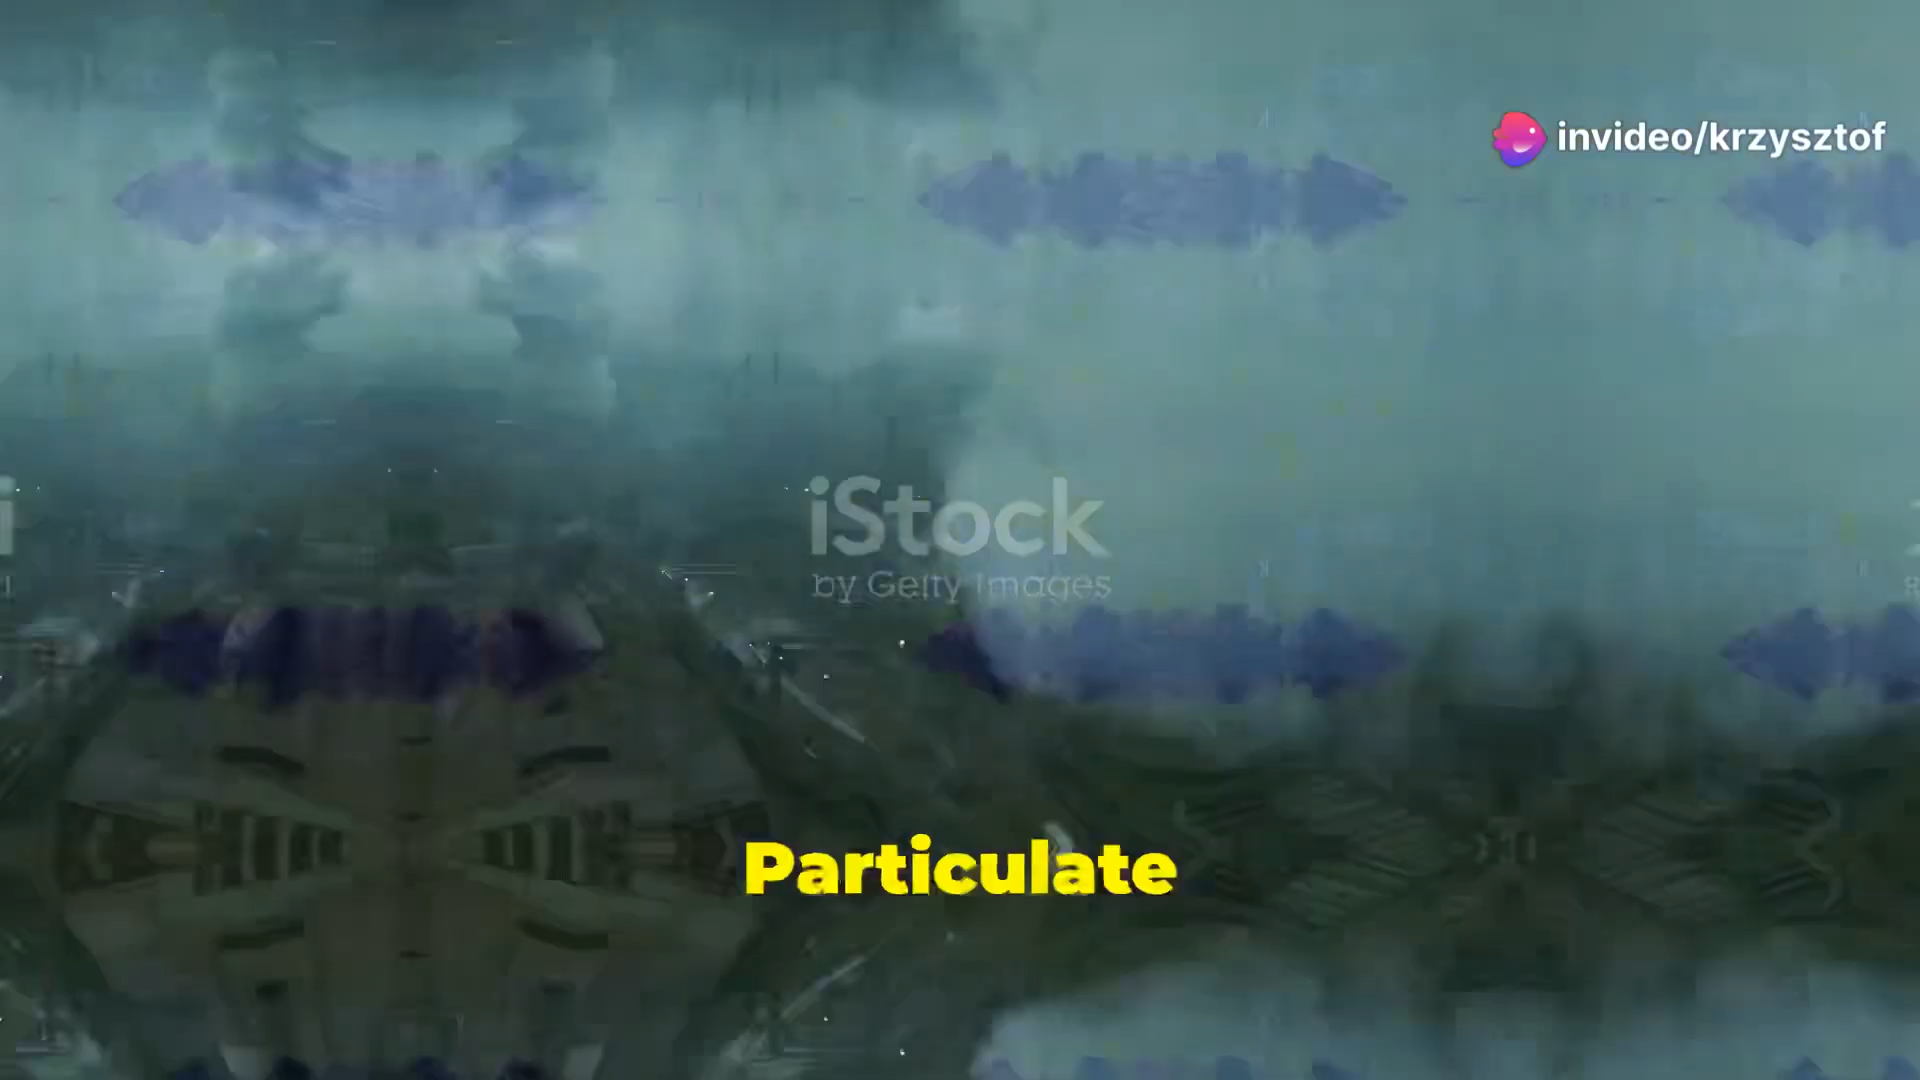 invideo/krzysztof
iStock
by Getty Images
Particulate